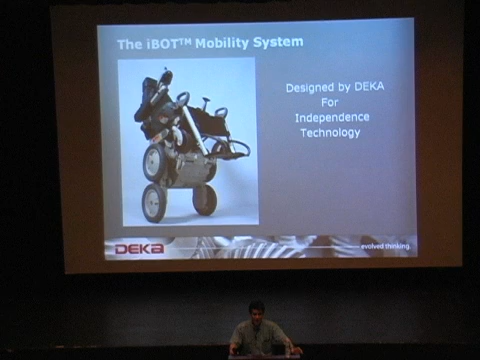 The iBOT™ Mobility System
Designed by DEKA
For
Independence
Technology
DEKA
evolved thinking.